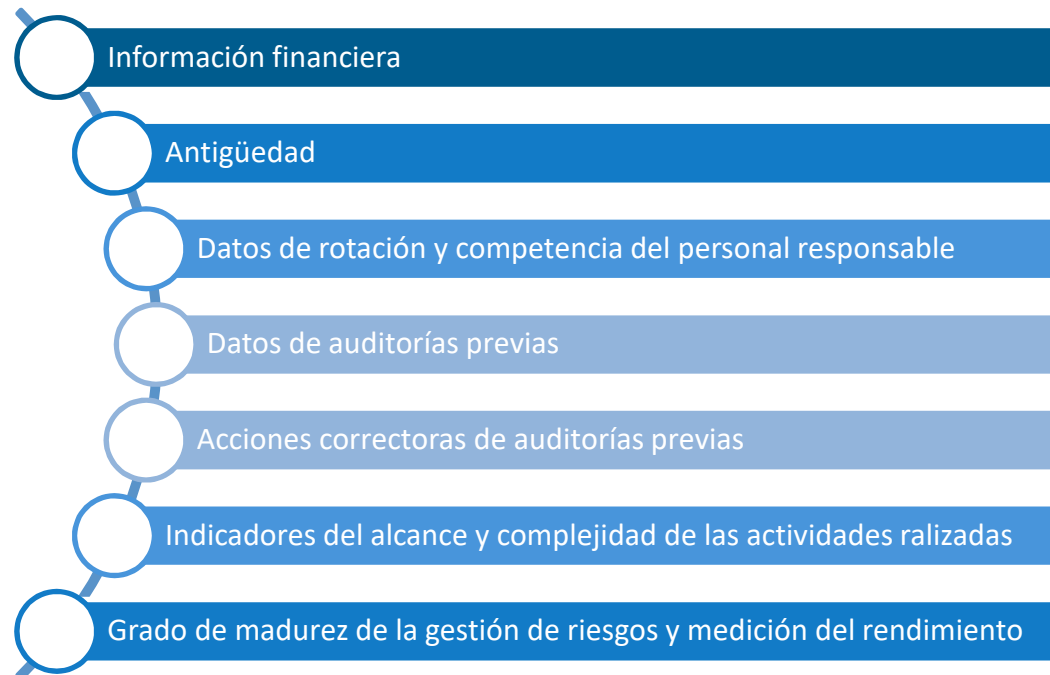 Información financiera
Antigüedad
Datos de rotación y competencia del personal responsable
Datos de auditorías previas
Acciones correctoras de auditorías previas
Indicadores del alcance y complejidad de las actividades ralizadas
Grado de madurez de la gestión de riesgos y medición del rendimiento